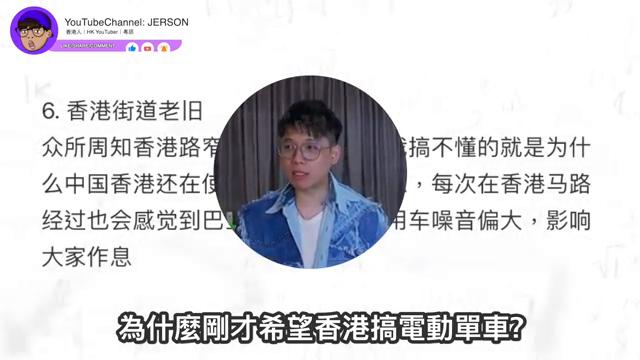 YouTubeChannel: JERSON
香港人｜HK YouTuber｜粵語
LIKE/SHARE/COMMENT
6. 香港街道老旧
众所周知香港路窄 搞不懂的就是为什
么中国香港还在使 ，每次在香港马路
经过也会感觉到巴 用车噪音偏大，影响
大家作息
為什麼剛才希望香港搞電動單車?